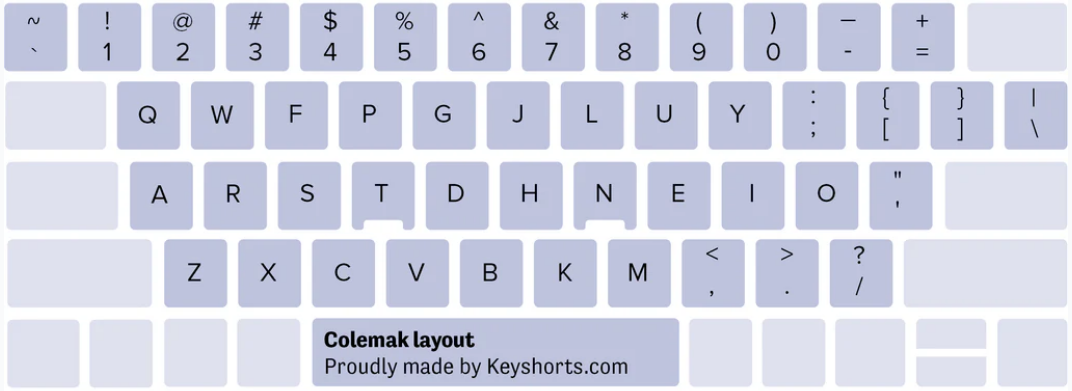 ~ ! @ # $ % ^ & * ( ) — +
` 1 2 3 4 5 6 7 8 9 0 - =
Q W F P G J L U Y : { } |
; [ ] \
A R S T D H N E I O "
'
Z X C V B K M < > ?
, . /
Colemak layout
Proudly made by Keyshorts.com